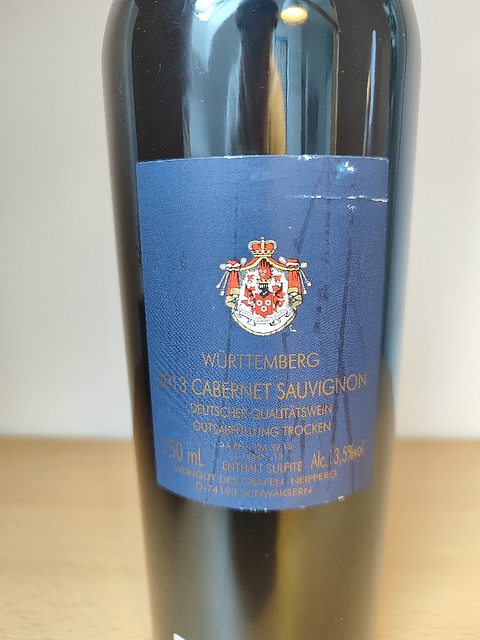 WÜRTTEMBERG
2013 CABERNET SAUVIGNON
DEUTSCHER QUALITÄTSWEIN
GUTSABFÜLLUNG TROCKEN
750 mL ENTHÄLT SULFITE Alc. 13,5%vol
WEINGUT DES GRAFEN NEIPPERG
D-74193 SCHWAIGERN